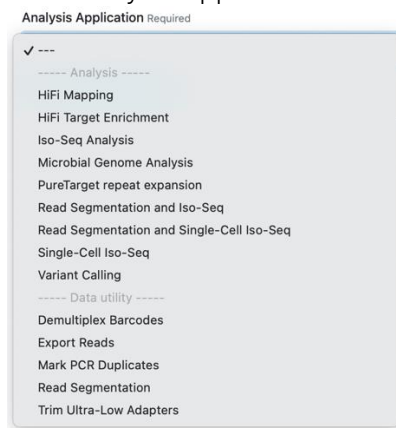 Analysis Application Required
✓ ---
----- Analysis -----
HiFi Mapping
HiFi Target Enrichment
Iso-Seq Analysis
Microbial Genome Analysis
PureTarget repeat expansion
Read Segmentation and Iso-Seq
Read Segmentation and Single-Cell Iso-Seq
Single-Cell Iso-Seq
Variant Calling
----- Data utility -----
Demultiplex Barcodes
Export Reads
Mark PCR Duplicates
Read Segmentation
Trim Ultra-Low Adapters